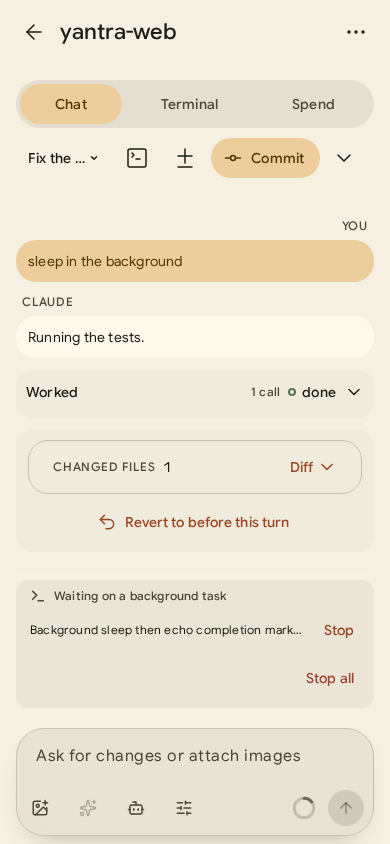 yantra-web
Chat
Terminal
Spend
Fix the ...
Commit
YOU
sleep in the background
CLAUDE
Running the tests.
Worked
1 call
done
CHANGED FILES 1
Diff
Revert to before this turn
Waiting on a background task
Background sleep then echo completion mark...
Stop
Stop all
Ask for changes or attach images